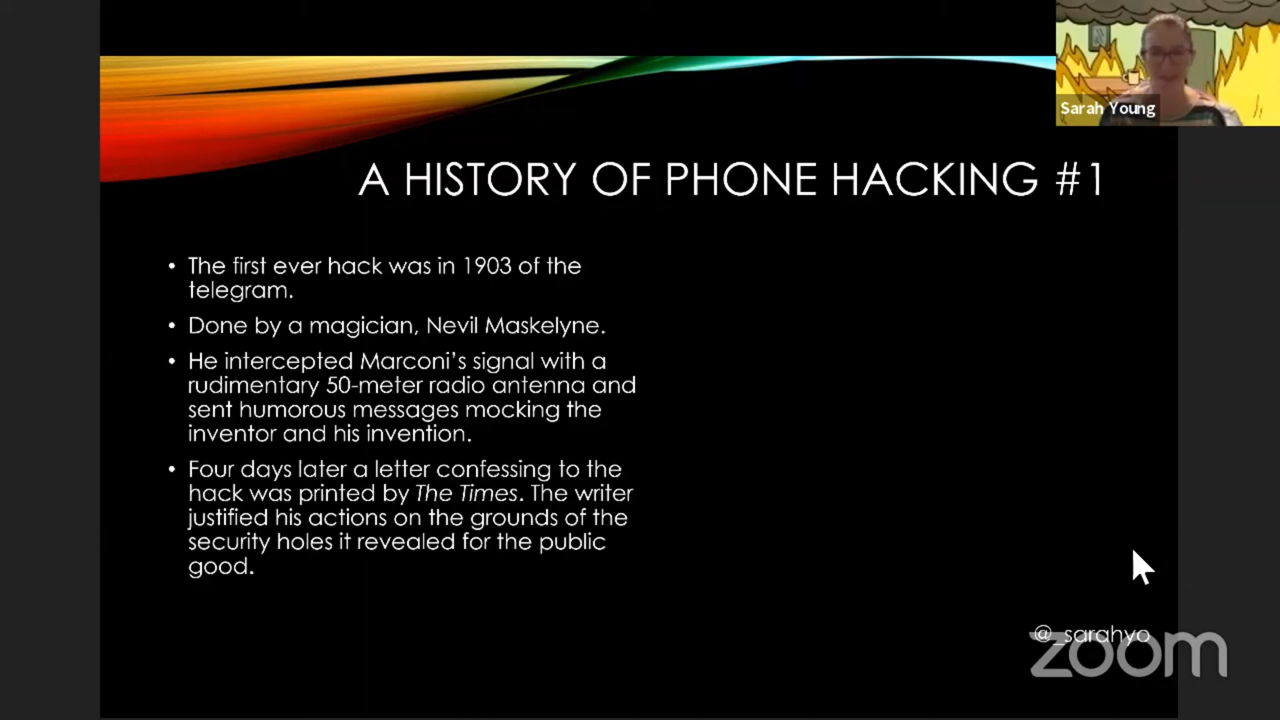 Sarah Young
A HISTORY OF PHONE HACKING #1
• The first ever hack was in 1903 of the
telegram.
• Done by a magician, Nevil Maskelyne.
• He intercepted Marconi's signal with a
rudimentary 50-meter radio antenna and
sent humorous messages mocking the
inventor and his invention.
• Four days later a letter confessing to the
hack was printed by The Times. The writer
justified his actions on the grounds of the
security holes it revealed for the public
good.
@_sarahyo
zoom